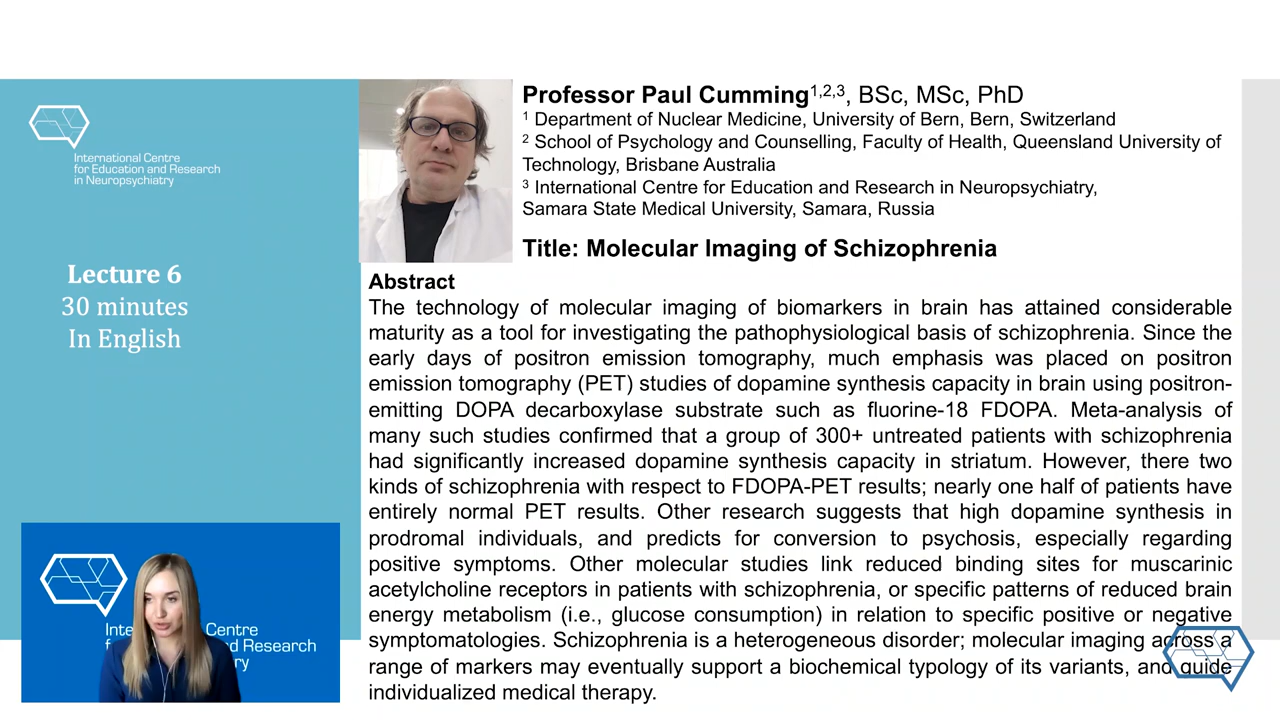 International Centre
for Education and Research
in Neuropsychiatry
Lecture 6
30 minutes
In English
Professor Paul Cumming1,2,3, BSc, MSc, PhD
1 Department of Nuclear Medicine, University of Bern, Bern, Switzerland
2 School of Psychology and Counselling, Faculty of Health, Queensland University of
Technology, Brisbane Australia
3 International Centre for Education and Research in Neuropsychiatry,
Samara State Medical University, Samara, Russia
Title: Molecular Imaging of Schizophrenia
Abstract
The technology of molecular imaging of biomarkers in brain has attained considerable
maturity as a tool for investigating the pathophysiological basis of schizophrenia. Since the
early days of positron emission tomography, much emphasis was placed on positron
emission tomography (PET) studies of dopamine synthesis capacity in brain using positron-
emitting DOPA decarboxylase substrate such as fluorine-18 FDOPA. Meta-analysis of
many such studies confirmed that a group of 300+ untreated patients with schizophrenia
had significantly increased dopamine synthesis capacity in striatum. However, there two
kinds of schizophrenia with respect to FDOPA-PET results; nearly one half of patients have
entirely normal PET results. Other research suggests that high dopamine synthesis in
prodromal individuals, and predicts for conversion to psychosis, especially regarding
positive symptoms. Other molecular studies link reduced binding sites for muscarinic
acetylcholine receptors in patients with schizophrenia, or specific patterns of reduced brain
energy metabolism (i.e., glucose consumption) in relation to specific positive or negative
symptomatologies. Schizophrenia is a heterogeneous disorder; molecular imaging across a
range of markers may eventually support a biochemical typology of its variants, and guide
individualized medical therapy.
Centre
Research